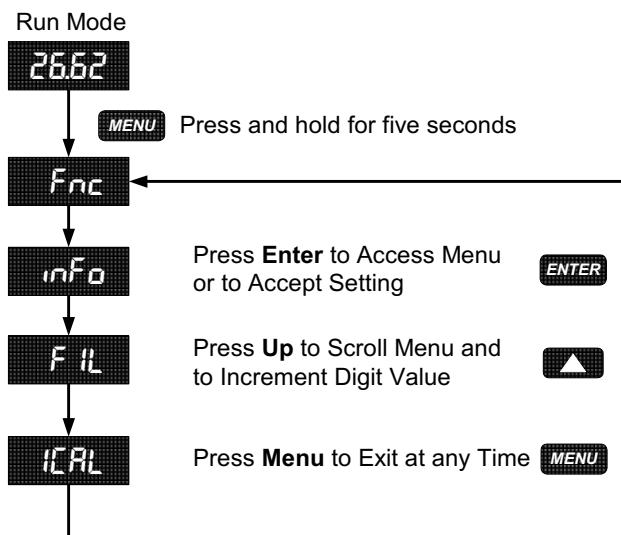 Run Mode
26.62
MENU Press and hold for five seconds
Fnc
inFo
Press Enter to Access Menu
or to Accept Setting
ENTER
FIL
Press Up to Scroll Menu and
to Increment Digit Value
ICAL
Press Menu to Exit at any Time MENU